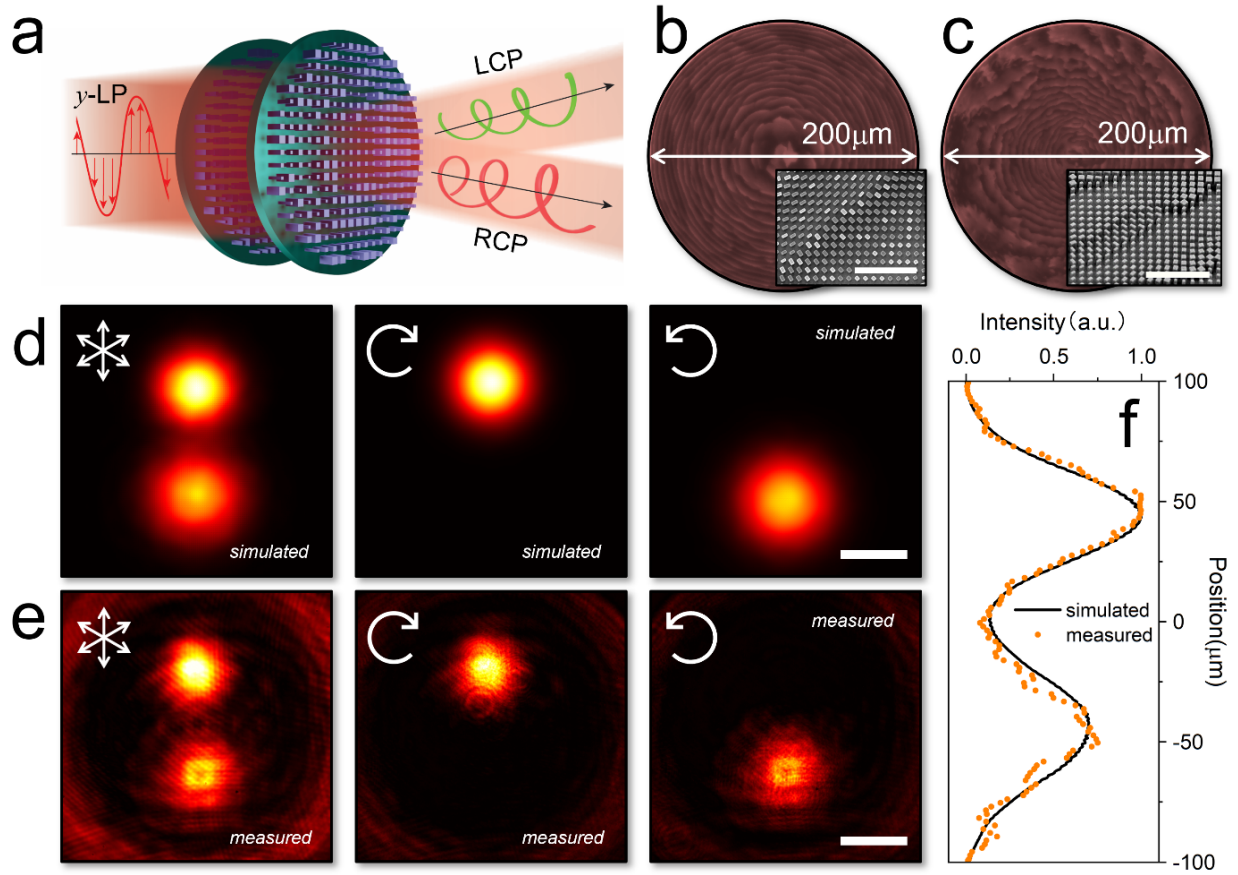 a
y-LP
LCP
RCP
b
200μm
c
200μm
d
simulated
simulated
simulated
e
measured
measured
measured
Intensity(a.u.)
0.0 0.5 1.0
f
100
50
0
-50
-100
Position(μm)
simulated
measured